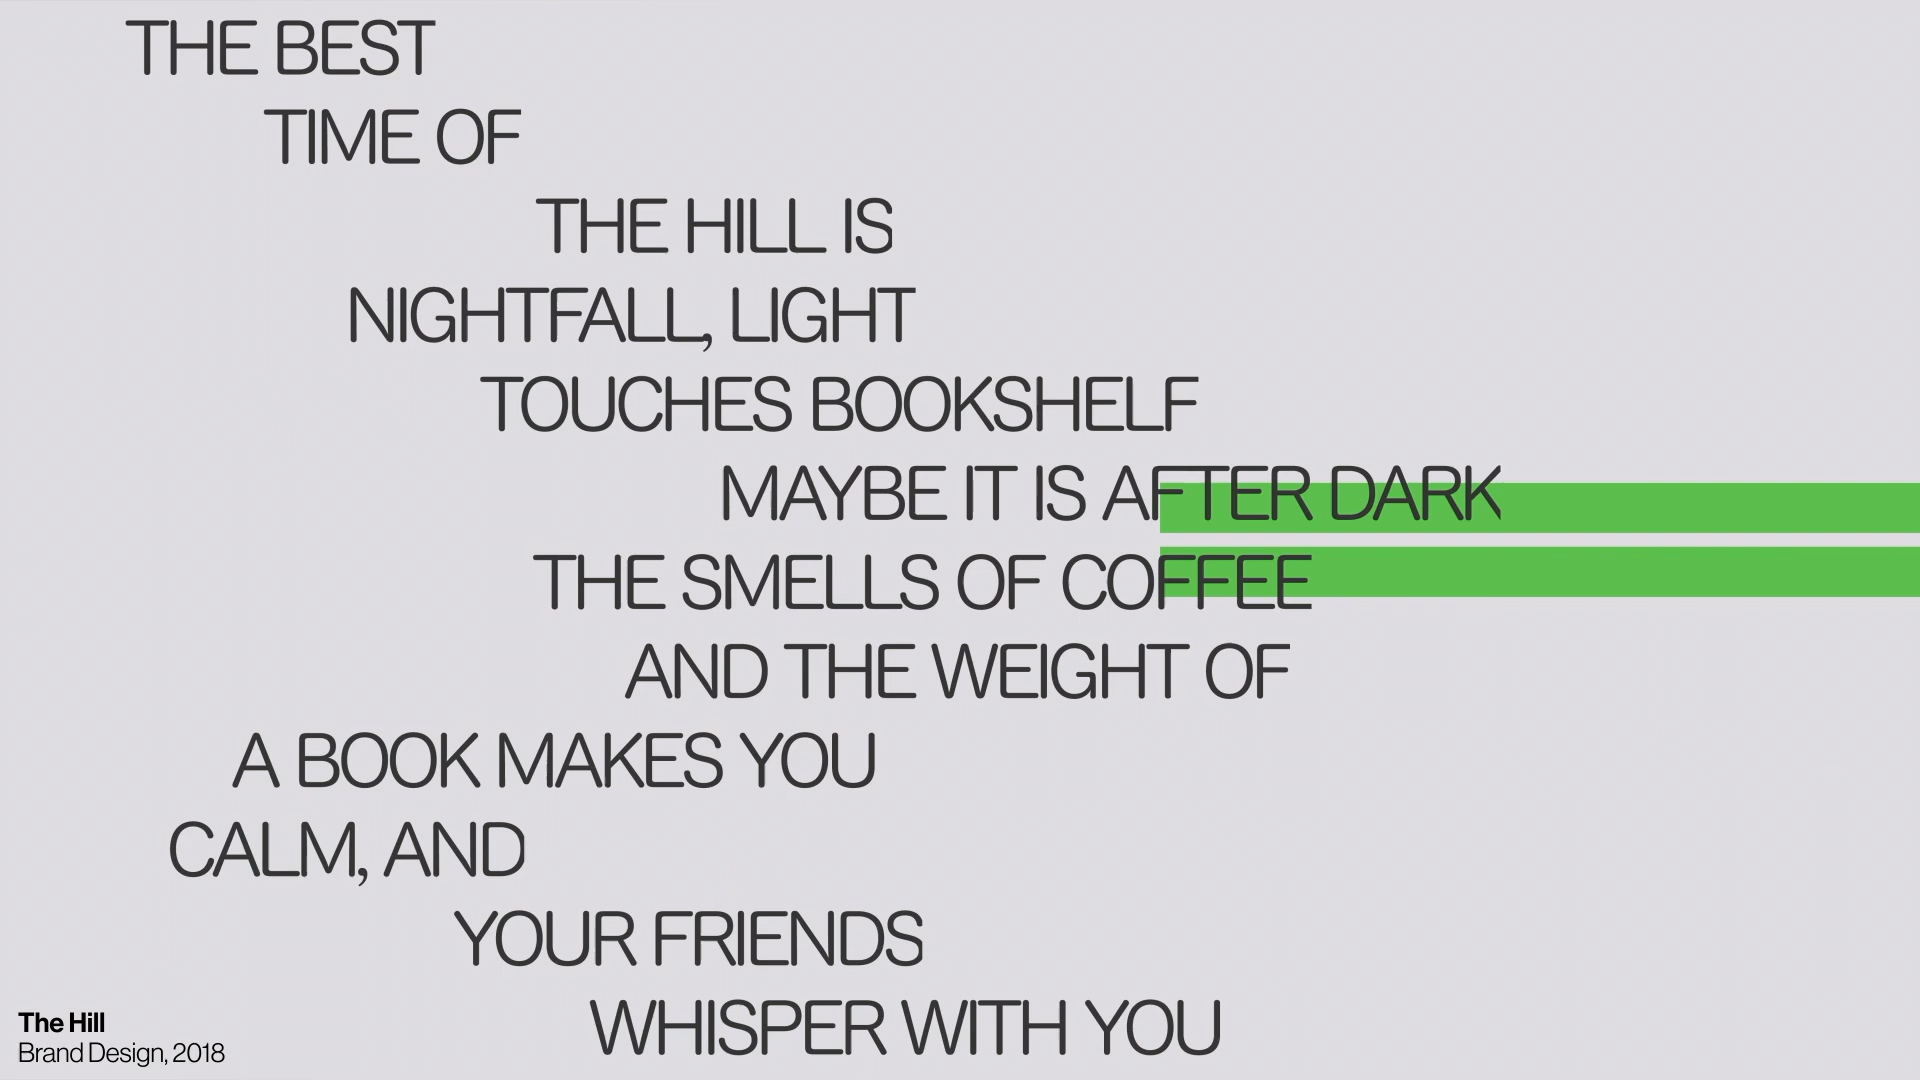 THE BEST
TIME OF
THE HILL IS
NIGHTFALL, LIGHT
TOUCHES BOOKSHELF
MAYBE IT IS AFTER DARK
THE SMELLS OF COFFEE
AND THE WEIGHT OF
A BOOK MAKES YOU
CALM, AND
YOUR FRIENDS
WHISPER WITH YOU
The Hill
Brand Design, 2018